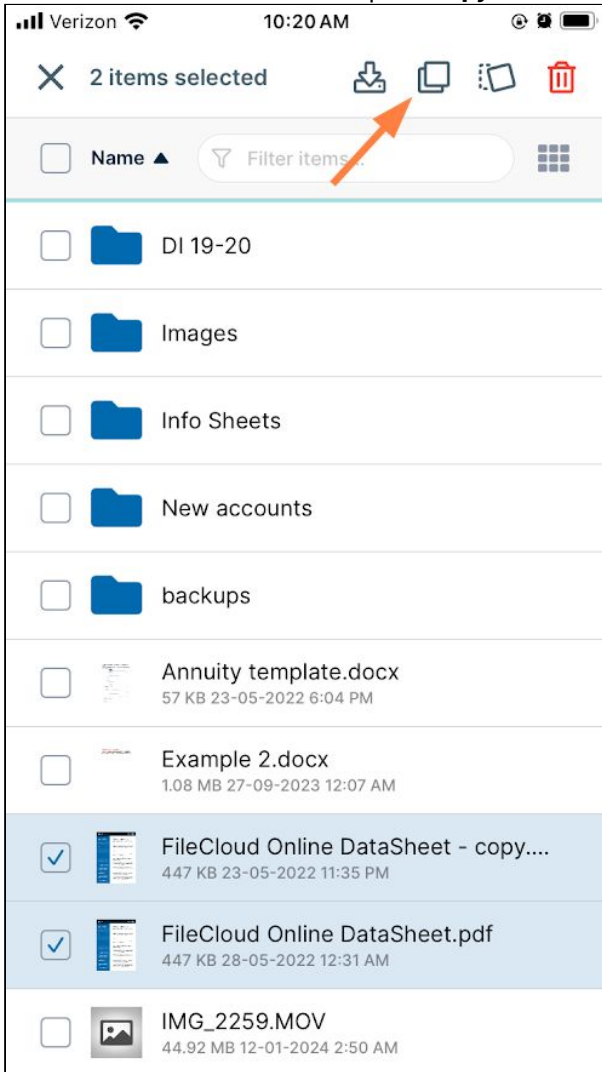 Verizon 10:20 AM
2 items selected
Name ▲ Filter items...
DI 19-20
Images
Info Sheets
New accounts
backups
Annuity template.docx
57 KB 23-05-2022 6:04 PM
Example 2.docx
1.08 MB 27-09-2023 12:07 AM
FileCloud Online DataSheet - copy....
447 KB 23-05-2022 11:35 PM
FileCloud Online DataSheet.pdf
447 KB 28-05-2022 12:31 AM
IMG_2259.MOV
44.92 MB 12-01-2024 2:50 AM